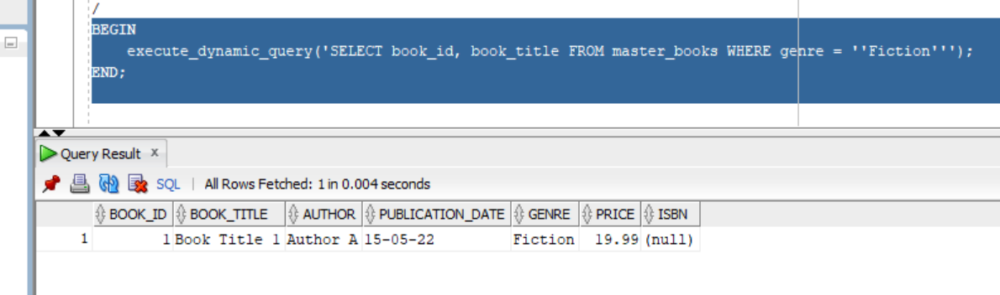 /
BEGIN
execute_dynamic_query('SELECT book_id, book_title FROM master_books WHERE genre = ''Fiction''');
END;
Query Result x
SQL | All Rows Fetched: 1 in 0.004 seconds
BOOK_ID BOOK_TITLE AUTHOR PUBLICATION_DATE GENRE PRICE ISBN
1 1 Book Title 1 Author A 15-05-22 Fiction 19.99 (null)